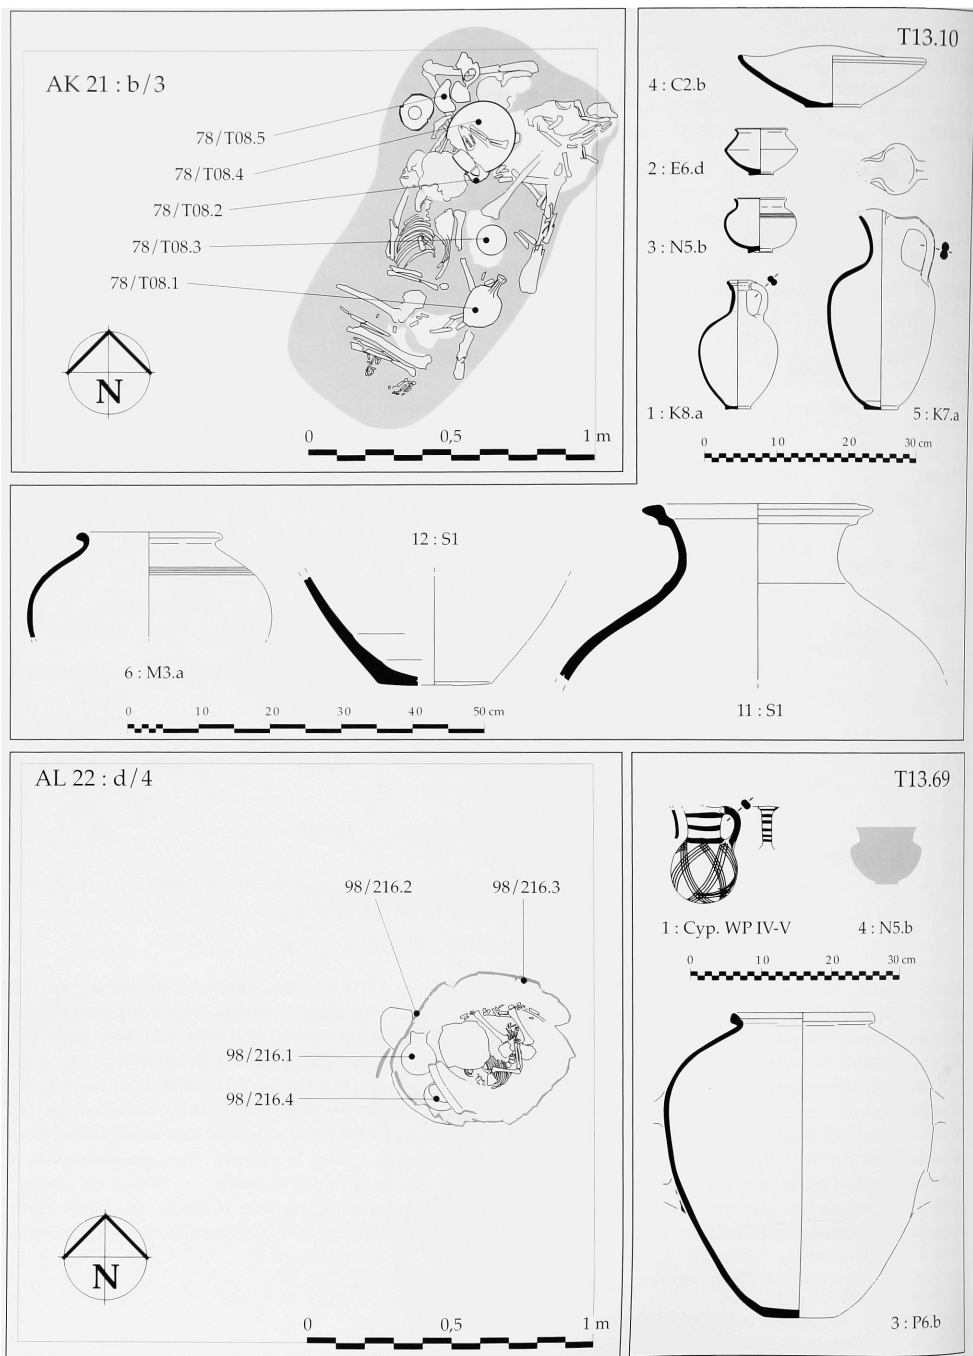 AK 21 : b/3
78/T08.5
78/T08.4
78/T08.2
78/T08.3
78/T08.1
N
0 0,5 1 m
T13.10
4 : C2.b
2 : E6.d
3 : N5.b
1 : K8.a
5 : K7.a
0 10 20 30 cm
12 : S1
6 : M3.a
11 : S1
0 10 20 30 40 50 cm
AL 22 : d/4
98/216.2 98/216.3
98/216.1
98/216.4
N
0 0,5 1 m
T13.69
1 : Cyp. WP IV-V 4 : N5.b
0 10 20 30 cm
3 : P6.b